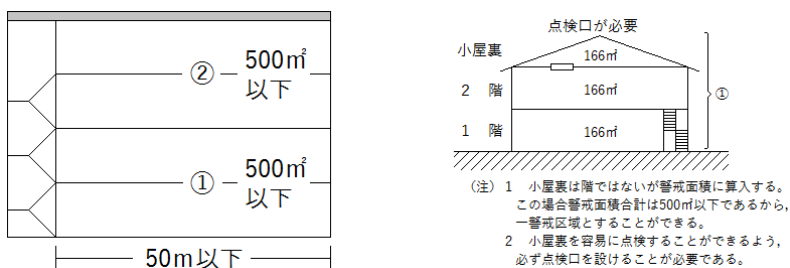 ② 500㎡
以下
① 500㎡
以下
50m以下
点検口が必要
小屋裏 166㎡
2 階 166㎡
1 階 166㎡
①
(注) 1 小屋裏は階ではないが警戒面積に算入する。
この場合警戒面積合計は500㎡以下であるから,
一警戒区域とすることができる。
2 小屋裏を容易に点検することができるよう,
必ず点検口を設けることが必要である。